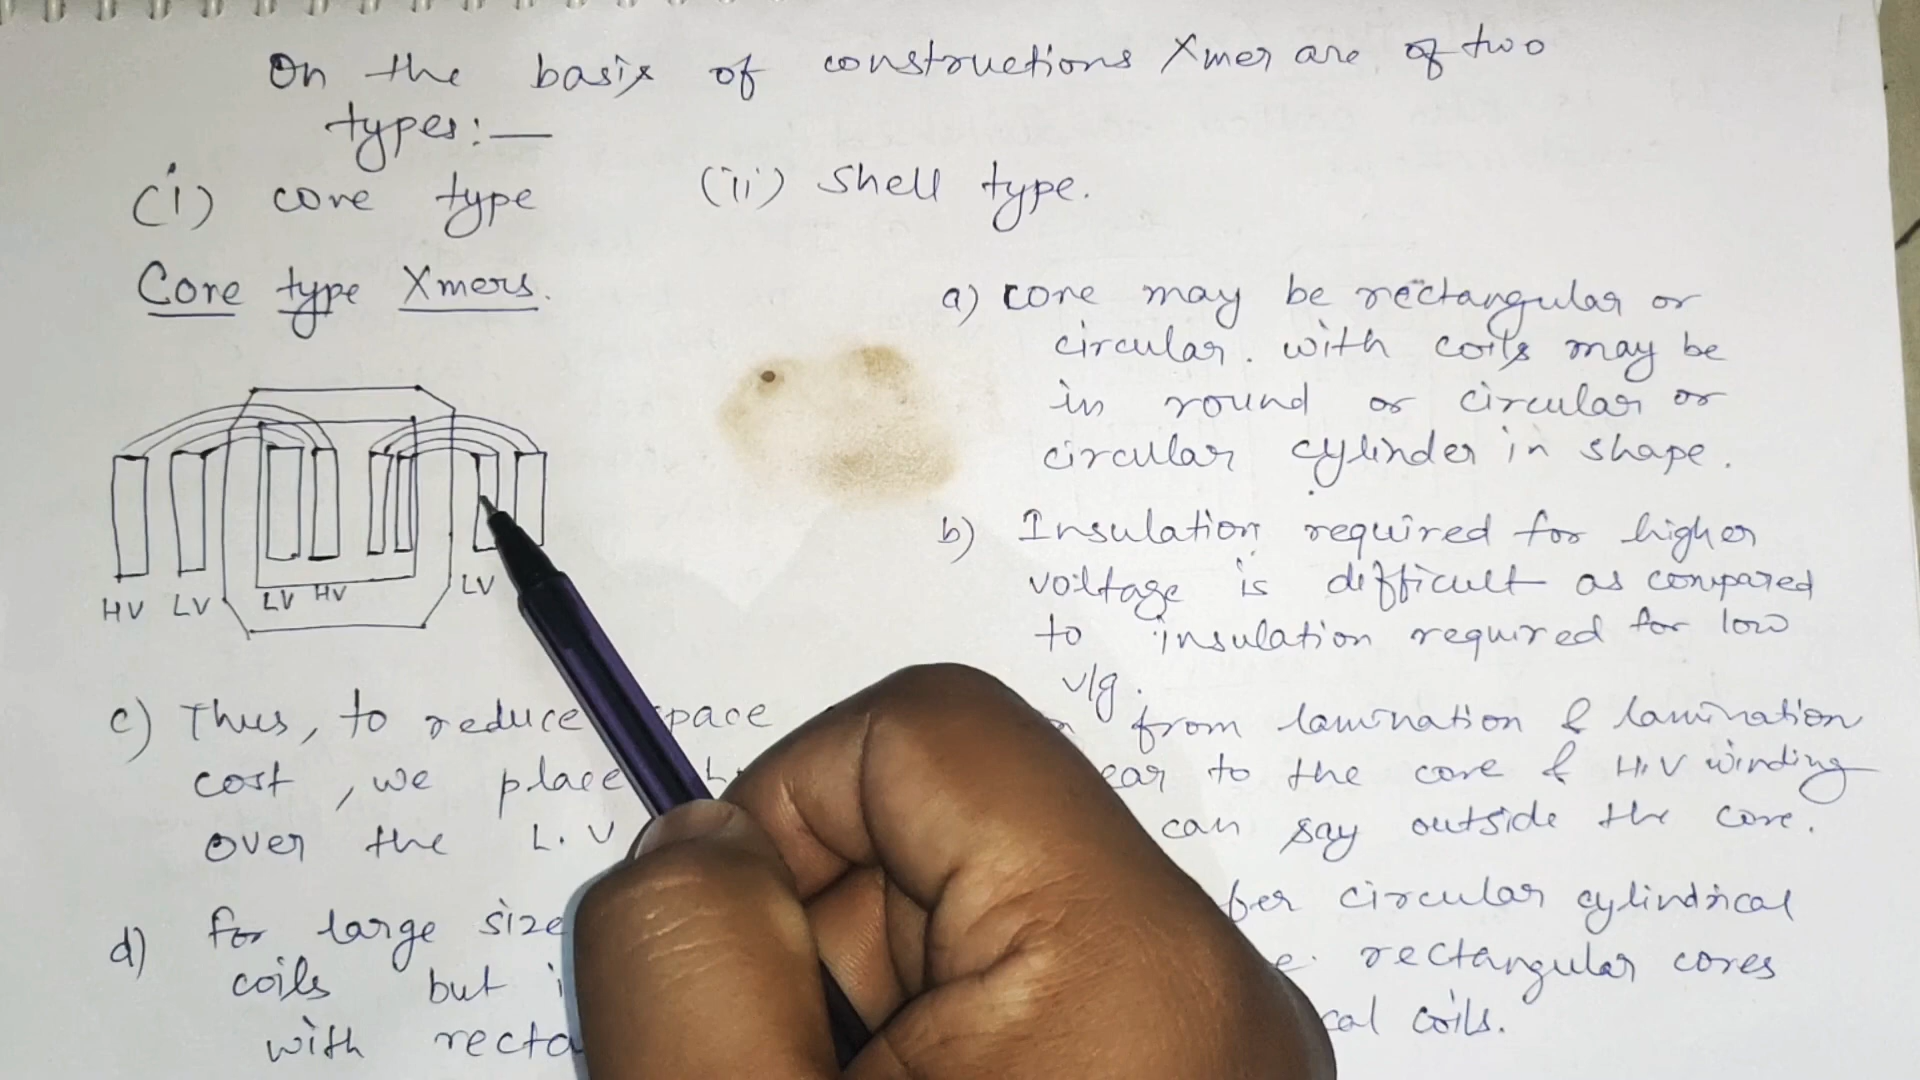 On the basis of constructions Xmer are of two
types:—
(i) core type (ii) Shell type.
Core type Xmers.
a) core may be rectangular or
circular. with coils may be
in round or circular or
circular cylinder in shape.
HV LV LV HV LV
b) Insulation required for higher
voltage is difficult as compared
to insulation required for low
v/g.
c) Thus, to reduce space from lamination & lamination
cost, we place to the core & H.V winding
over the L.V can say outside the core.
d) for large size circular cylindrical
coils but rectangular cores
with coils.